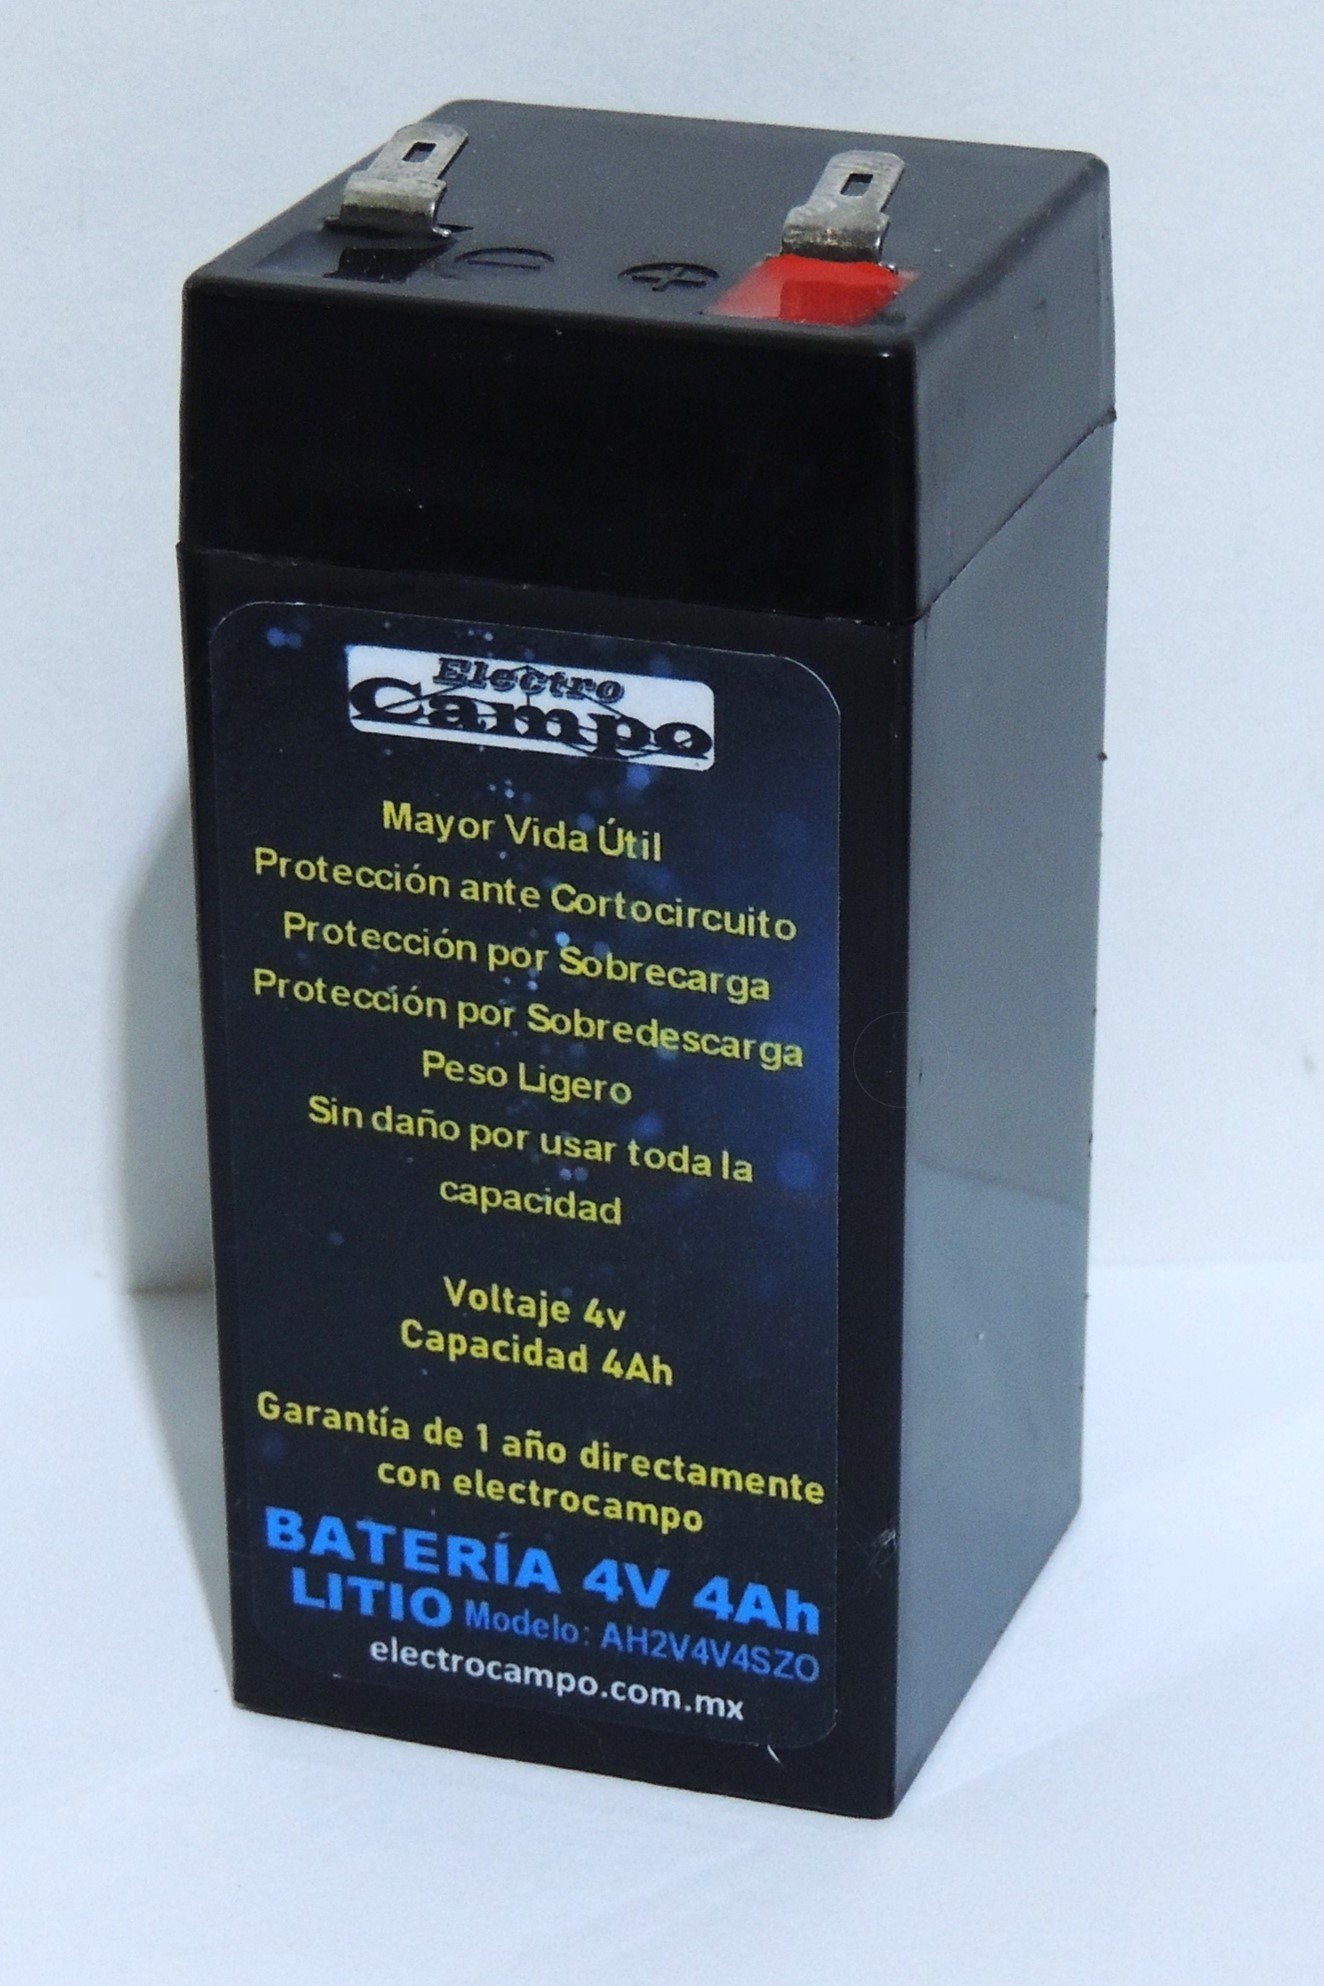 - +
Electro
Campo
Mayor Vida Útil
Protección ante Cortocircuito
Protección por Sobrecarga
Protección por Sobredescarga
Peso Ligero
Sin daño por usar toda la
capacidad
Voltaje 4v
Capacidad 4Ah
Garantía de 1 año directamente
con electrocampo
BATERÍA 4V 4Ah
LITIO Modelo: AH2V4V4SZO
electrocampo.com.mx